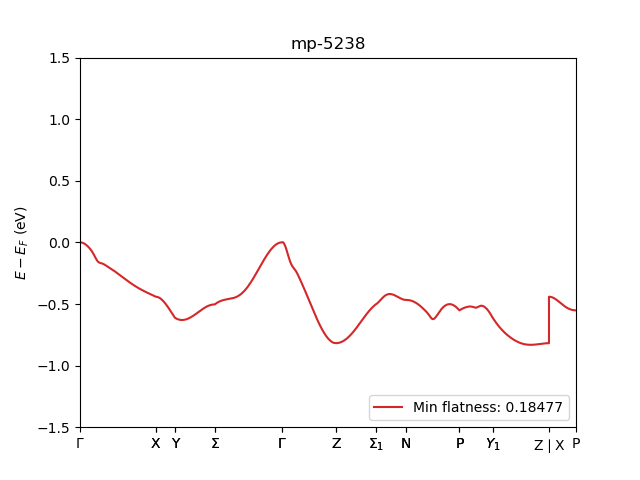 mp-5238
E − E_F (eV)
1.5
1.0
0.5
0.0
−0.5
−1.0
−1.5
Min flatness: 0.18477
Γ X Y Σ Γ Z Σ₁ N P Y₁ Z | X P